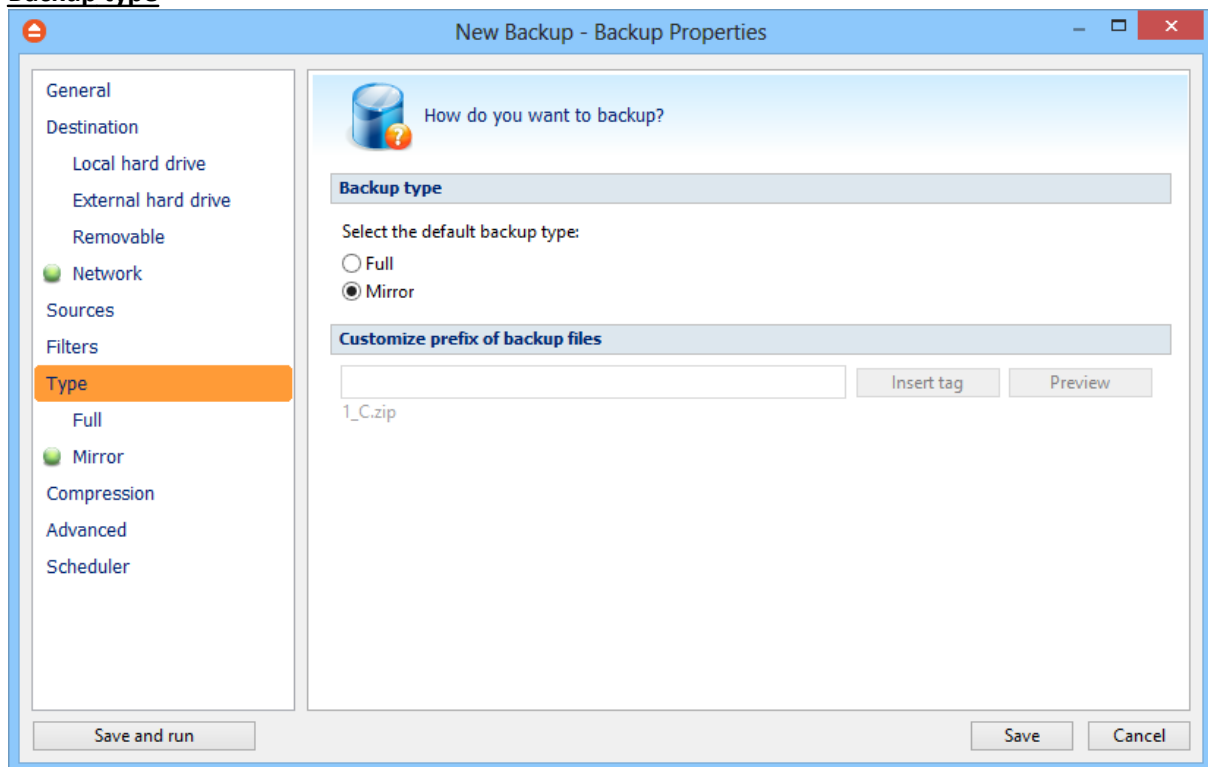 Backup type
New Backup - Backup Properties
General
Destination
Local hard drive
External hard drive
Removable
Network
Sources
Filters
Type
Full
Mirror
Compression
Advanced
Scheduler
How do you want to backup?
Backup type
Select the default backup type:
Full
Mirror
Customize prefix of backup files
Insert tag
Preview
1_C.zip
Save and run
Save
Cancel